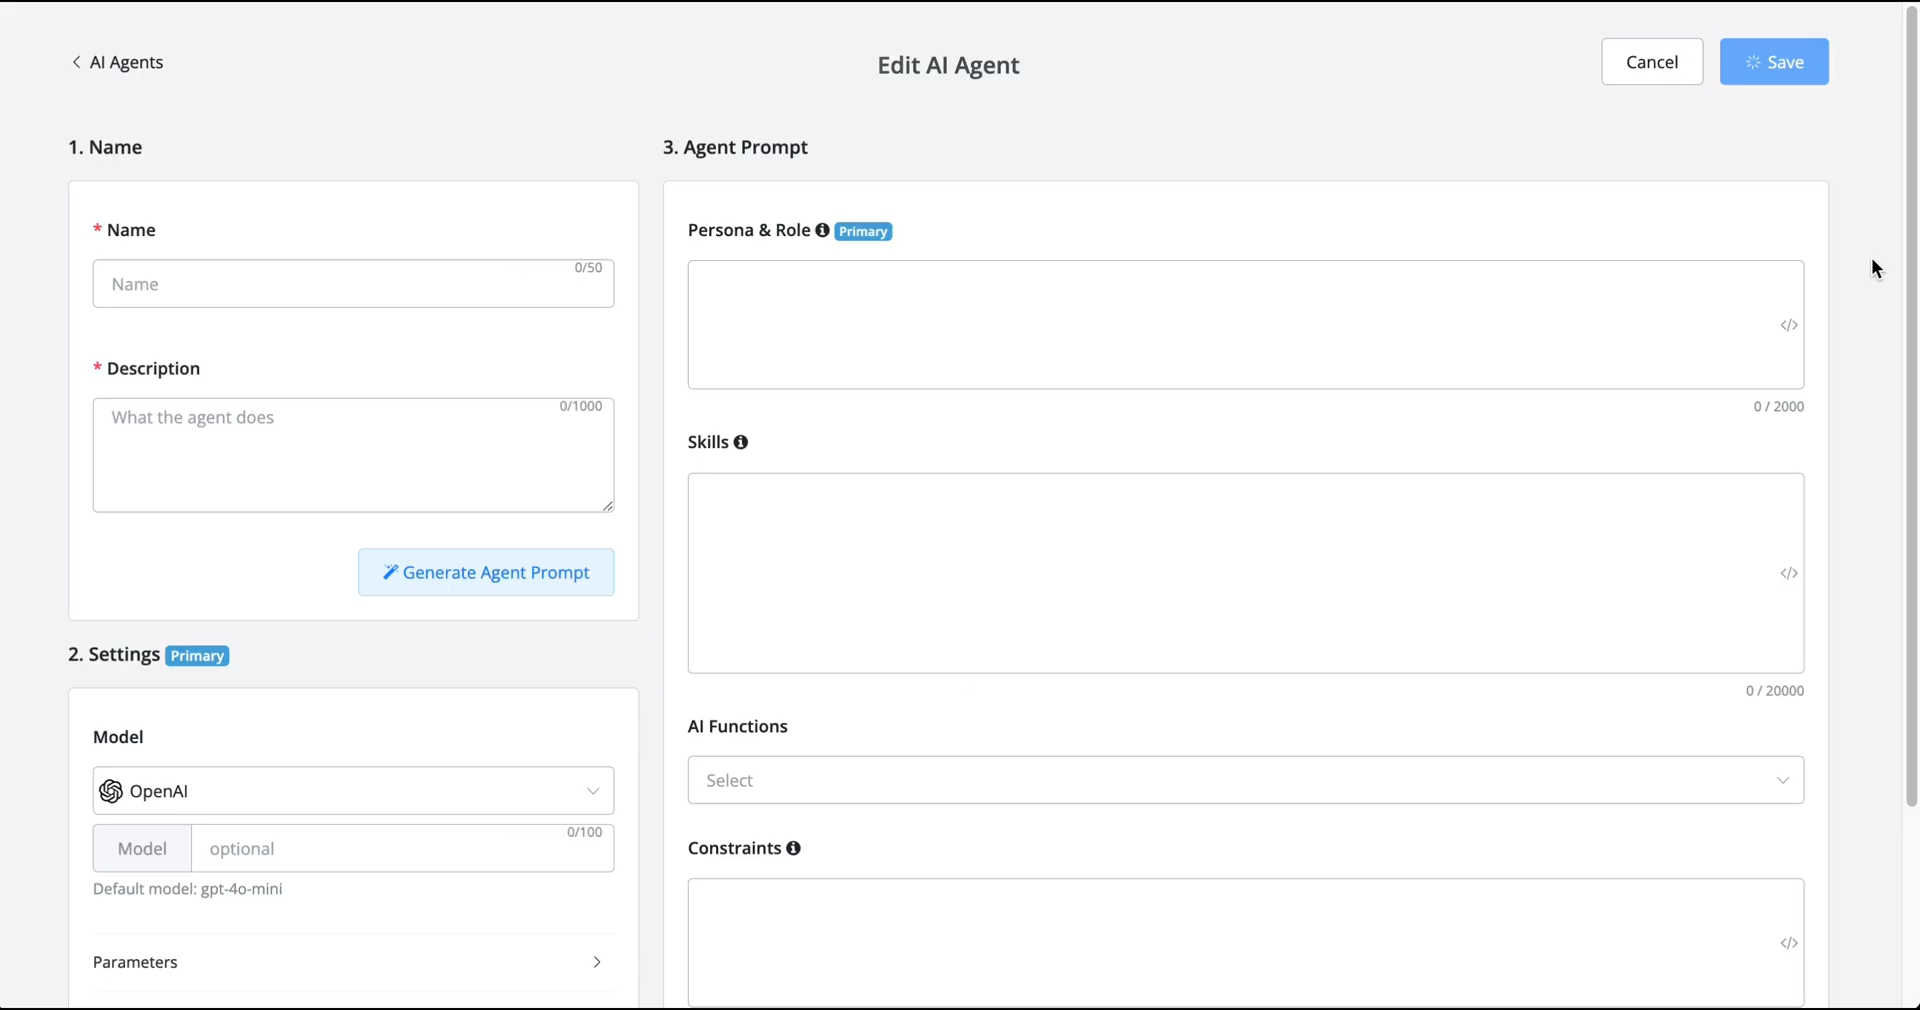 AI Agents
Edit AI Agent
Cancel
Save
1. Name
* Name
0/50
Name
* Description
0/1000
What the agent does
Generate Agent Prompt
2. Settings Primary
Model
OpenAI
0/100
Model optional
Default model: gpt-4o-mini
Parameters
3. Agent Prompt
Persona & Role Primary
</>
0 / 2000
Skills
</>
0 / 20000
AI Functions
Select
Constraints
</>